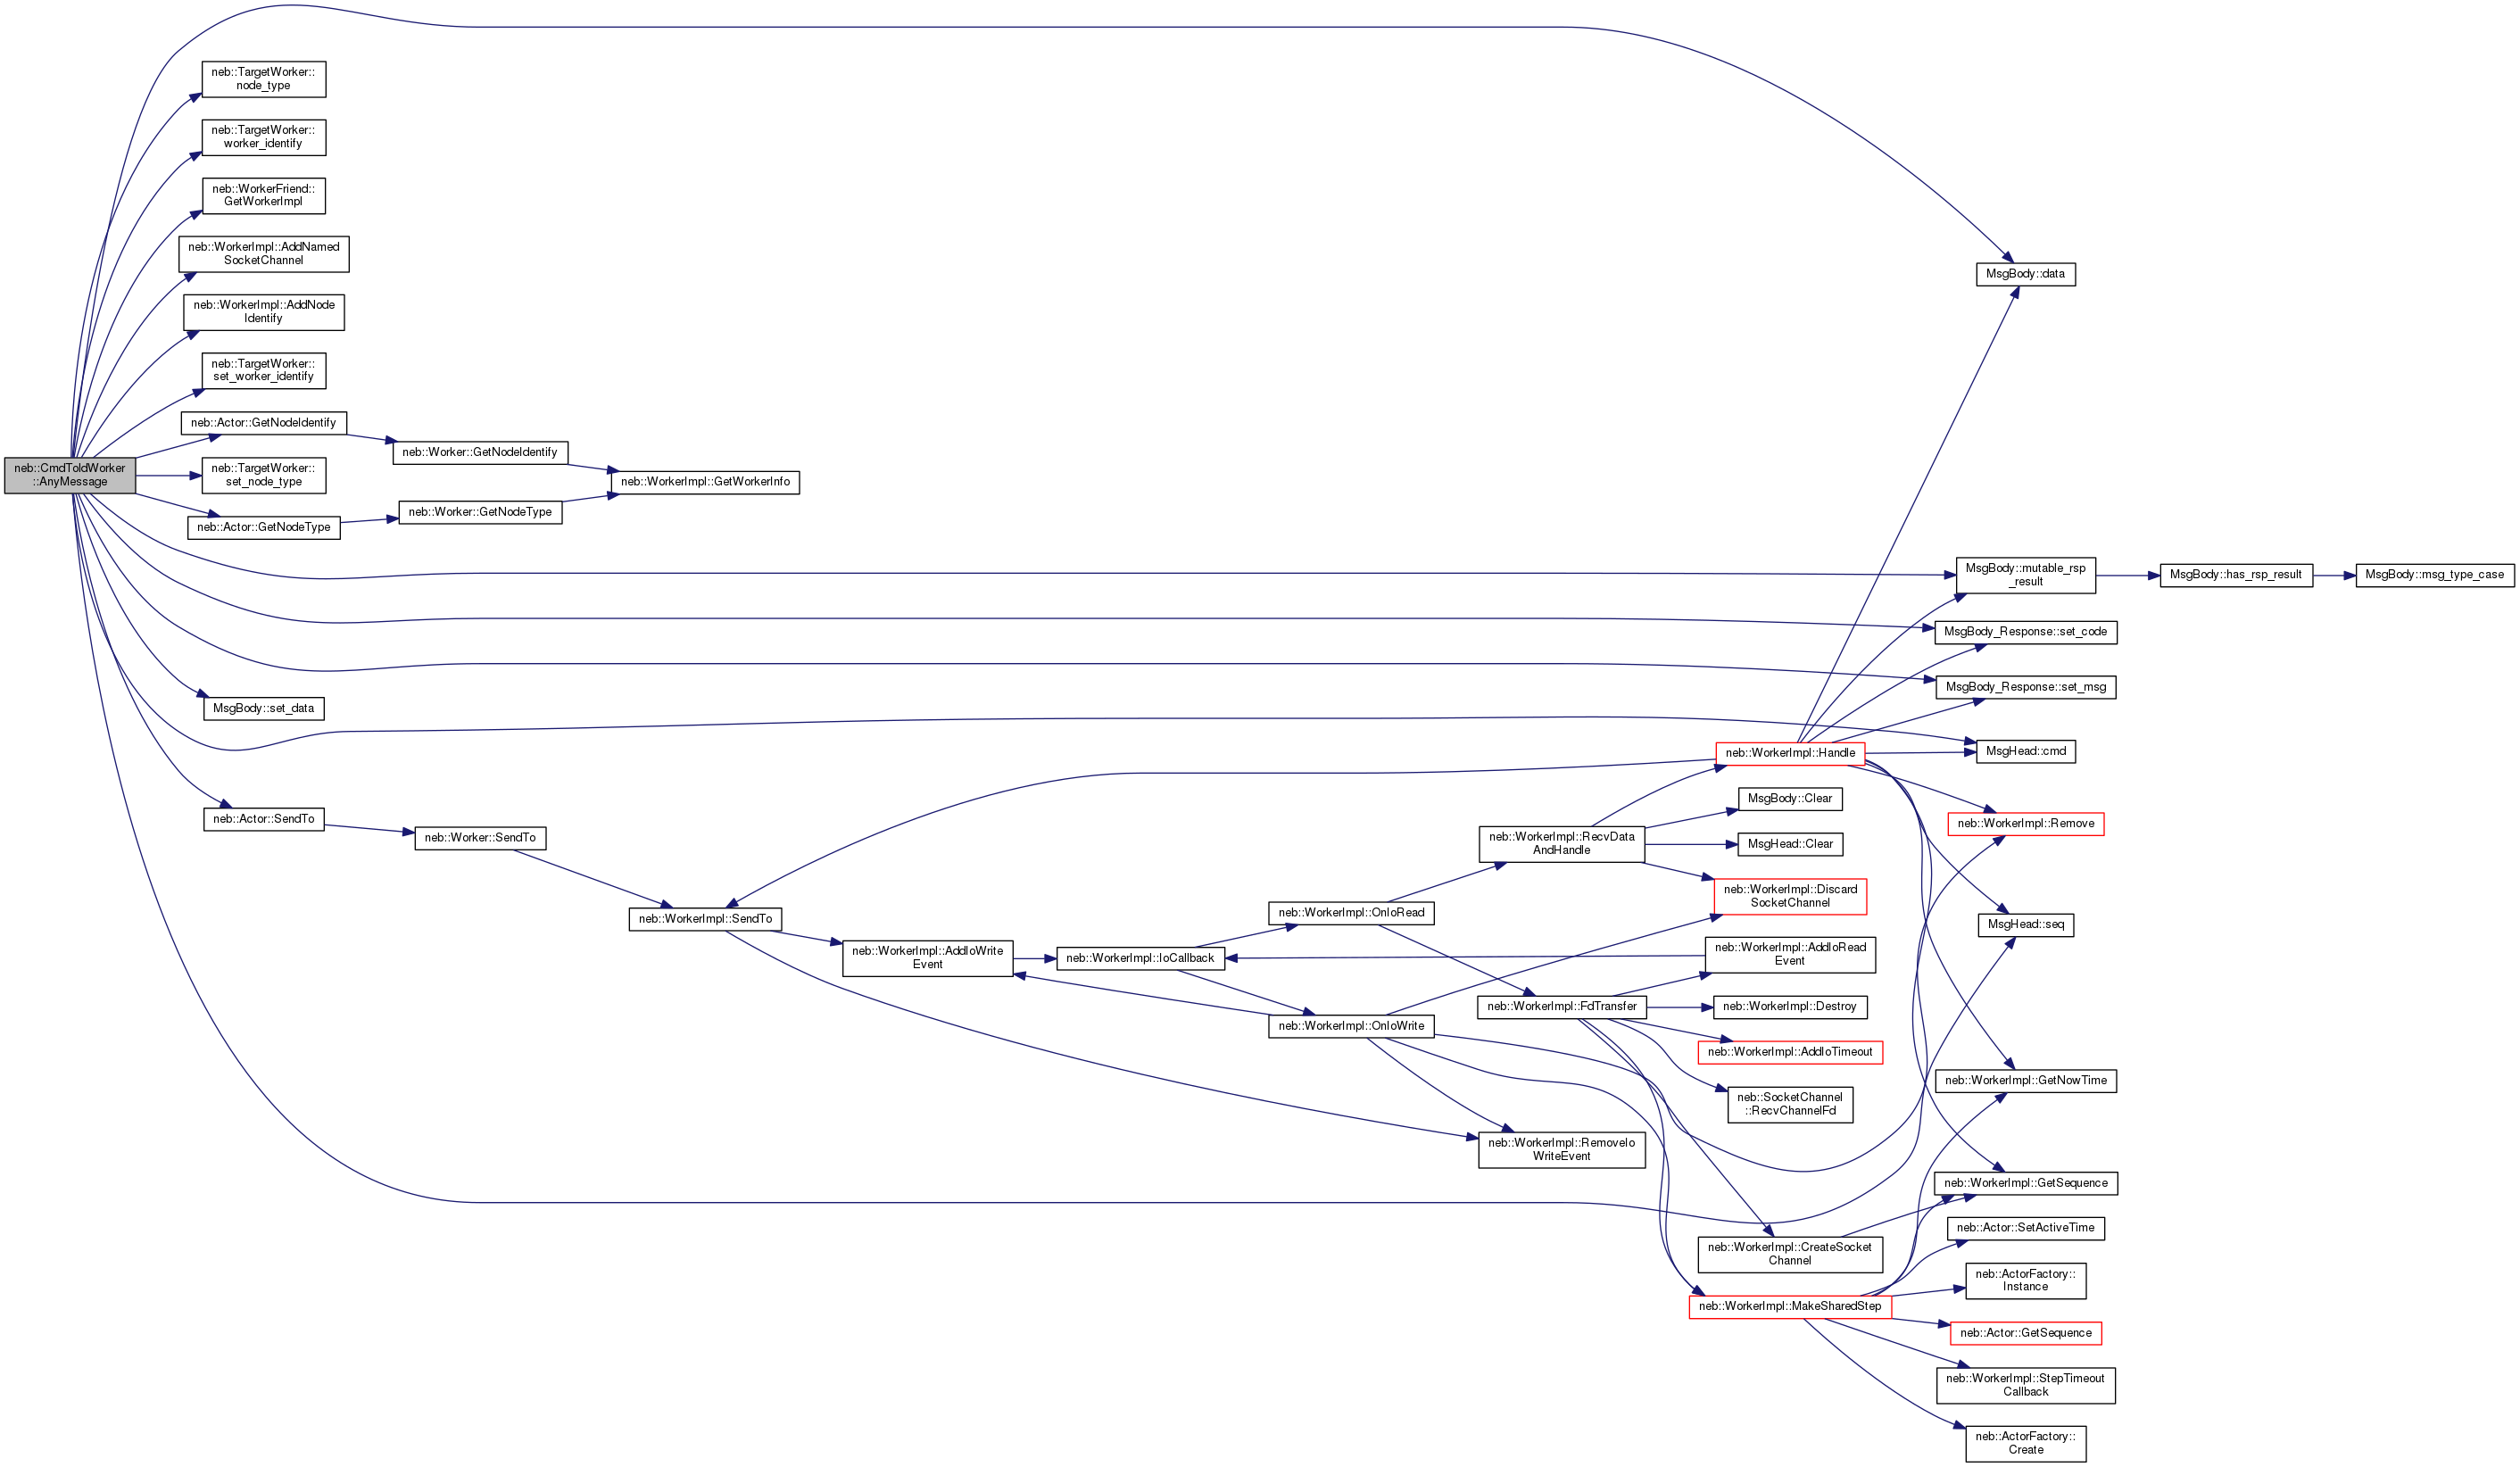 neb::CmdToldWorker
::AnyMessage
neb::TargetWorker::
node_type
neb::TargetWorker::
worker_identify
neb::WorkerFriend::
GetWorkerImpl
neb::WorkerImpl::AddNamed
SocketChannel
neb::WorkerImpl::AddNode
Identify
neb::TargetWorker::
set_worker_identify
neb::Actor::GetNodeIdentify
neb::TargetWorker::
set_node_type
neb::Actor::GetNodeType
MsgBody::set_data
neb::Actor::SendTo
neb::Worker::GetNodeIdentify
neb::Worker::GetNodeType
neb::Worker::SendTo
neb::WorkerImpl::GetWorkerInfo
neb::WorkerImpl::SendTo
neb::WorkerImpl::AddIoWrite
Event
neb::WorkerImpl::IoCallback
neb::WorkerImpl::OnIoRead
neb::WorkerImpl::OnIoWrite
neb::WorkerImpl::RecvData
AndHandle
neb::WorkerImpl::FdTransfer
neb::WorkerImpl::RemoveIo
WriteEvent
neb::WorkerImpl::Handle
MsgBody::Clear
MsgHead::Clear
neb::WorkerImpl::Discard
SocketChannel
neb::WorkerImpl::AddIoRead
Event
neb::WorkerImpl::Destroy
neb::WorkerImpl::AddIoTimeout
neb::SocketChannel
::RecvChannelFd
neb::WorkerImpl::CreateSocket
Channel
neb::WorkerImpl::MakeSharedStep
MsgBody::data
MsgBody::mutable_rsp
_result
MsgBody_Response::set_code
MsgBody_Response::set_msg
MsgHead::cmd
neb::WorkerImpl::Remove
MsgHead::seq
neb::WorkerImpl::GetNowTime
neb::WorkerImpl::GetSequence
neb::Actor::SetActiveTime
neb::ActorFactory::
Instance
neb::Actor::GetSequence
neb::WorkerImpl::StepTimeout
Callback
neb::ActorFactory::
Create
MsgBody::has_rsp_result
MsgBody::msg_type_case